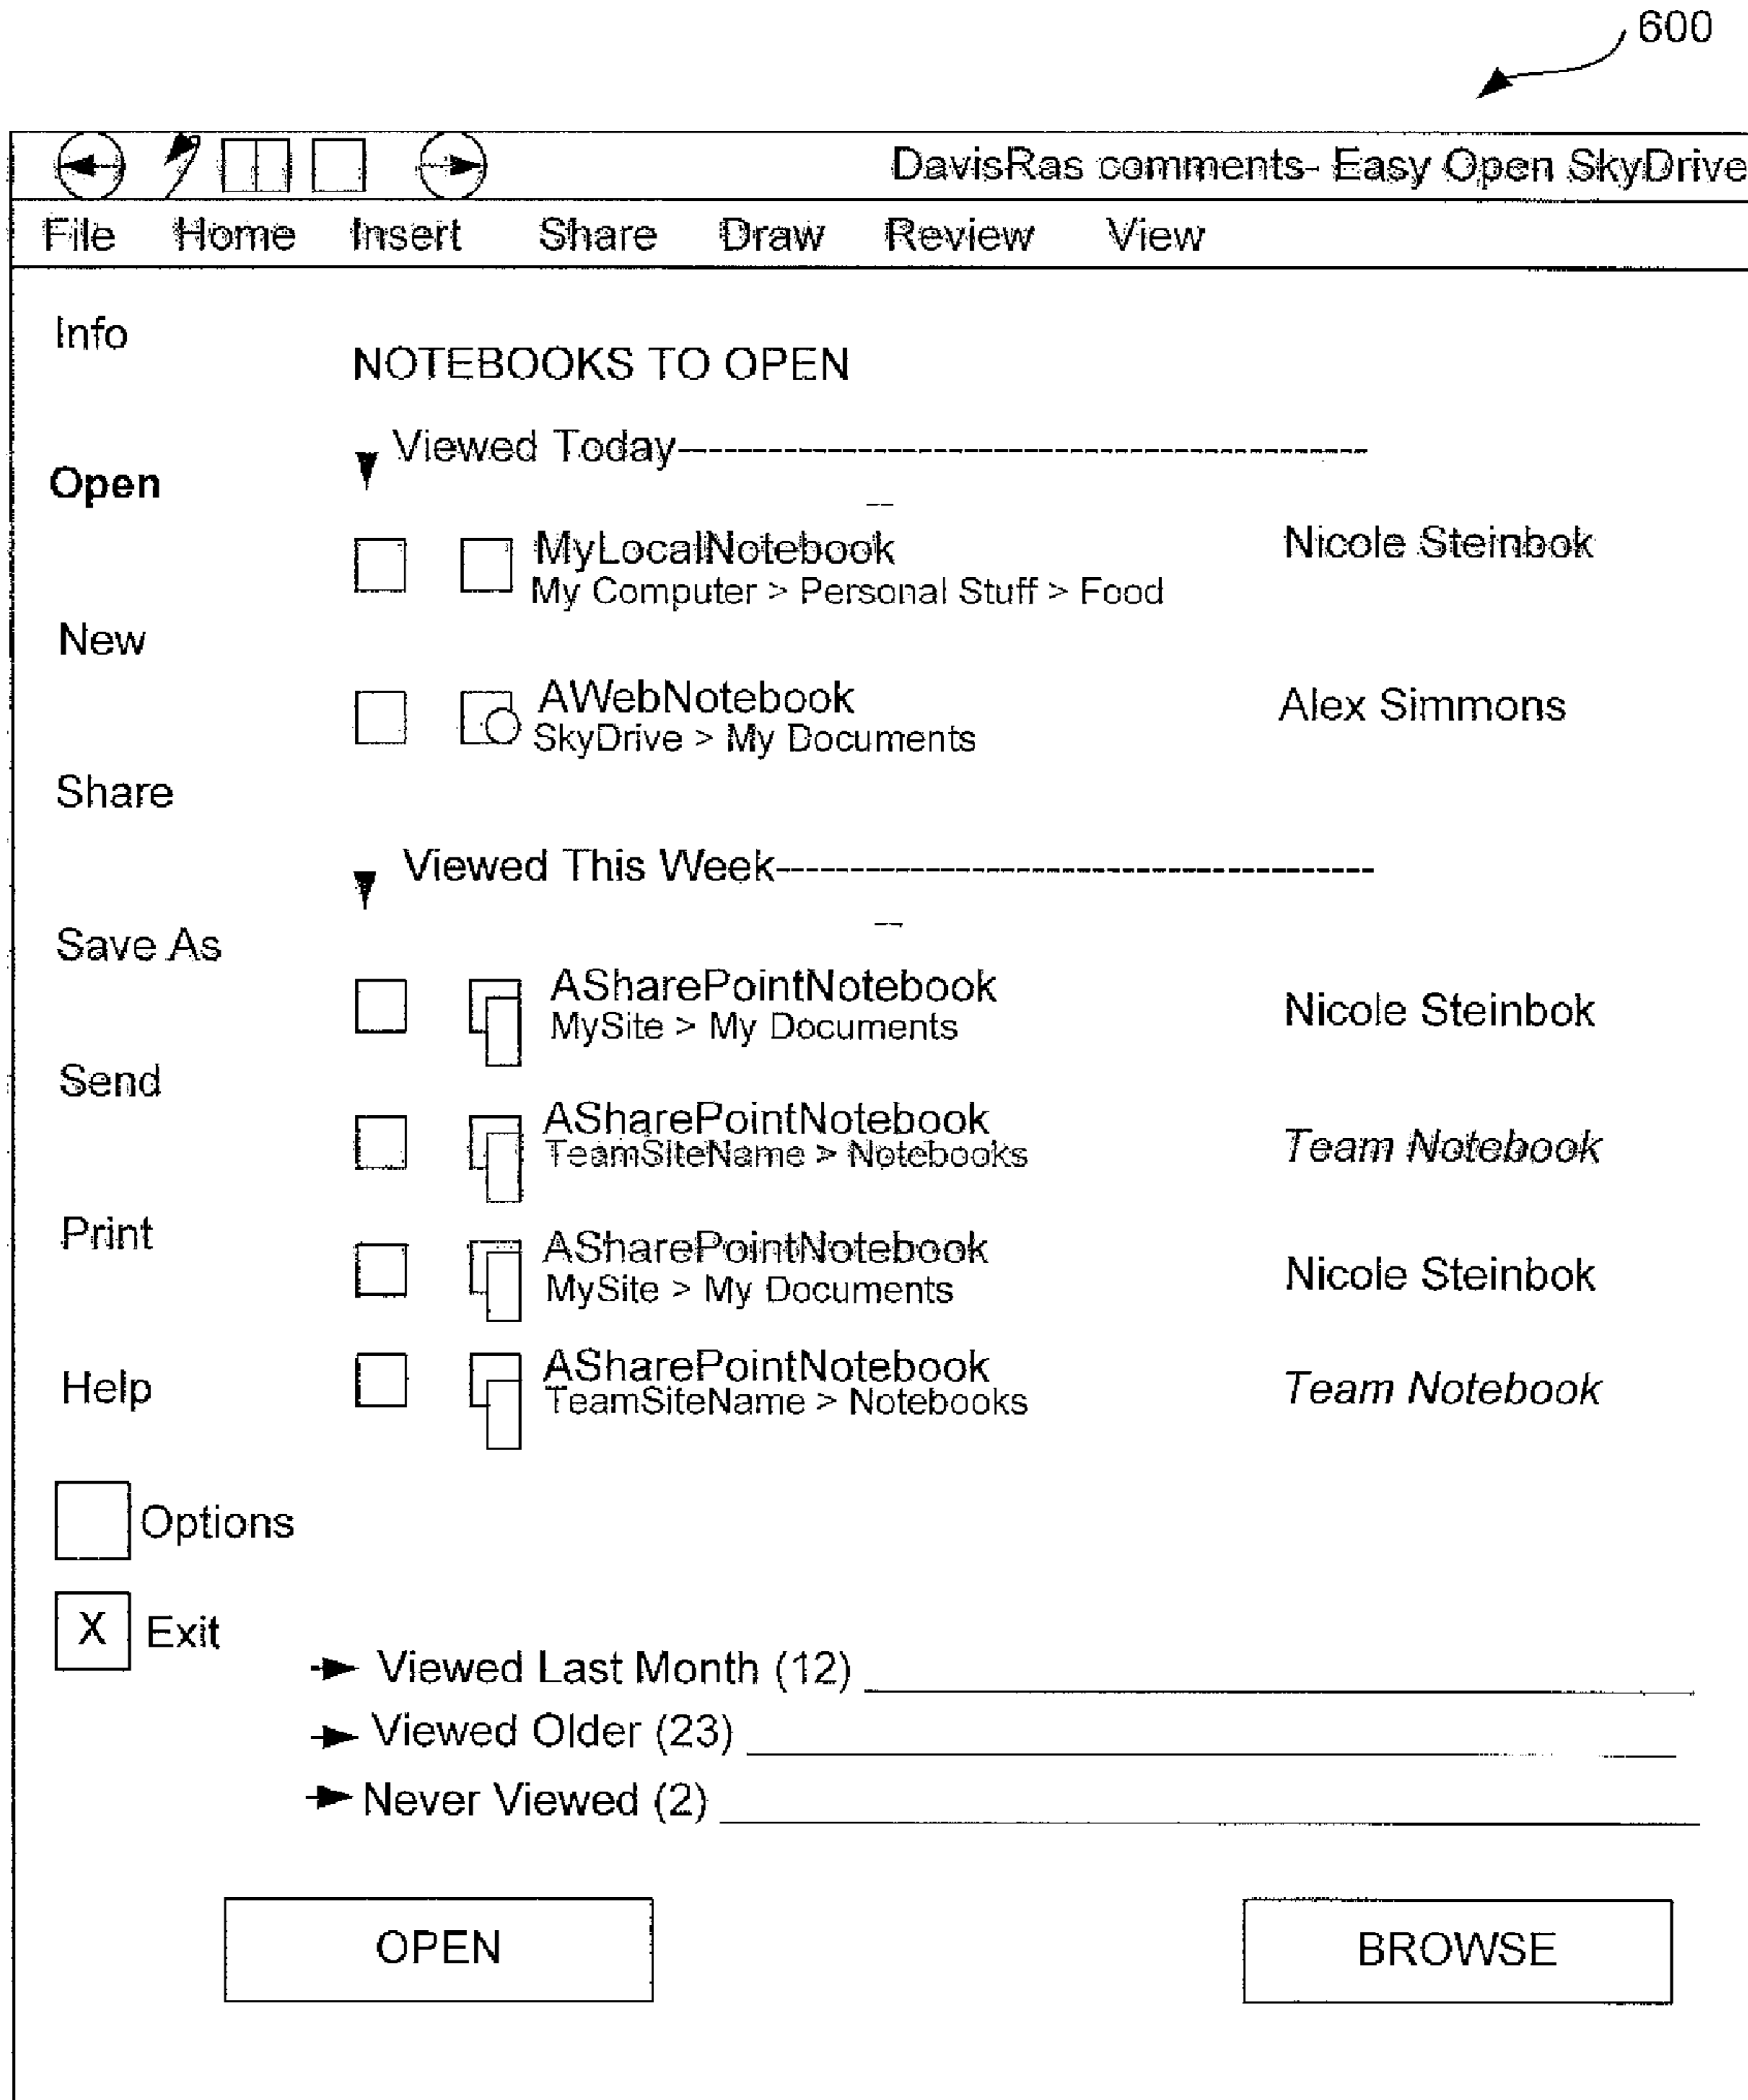 600
DavisRas comments- Easy Open SkyDrive
File Home Insert Share Draw Review View
Info
NOTEBOOKS TO OPEN
Viewed Today
Open
MyLocalNotebook Nicole Steinbok
My Computer > Personal Stuff > Food
New
AWebNotebook Alex Simmons
SkyDrive > My Documents
Share
Viewed This Week
Save As
ASharePointNotebook Nicole Steinbok
MySite > My Documents
Send
ASharePointNotebook Team Notebook
TeamSiteName > Notebooks
Print
ASharePointNotebook Nicole Steinbok
MySite > My Documents
Help
ASharePointNotebook Team Notebook
TeamSiteName > Notebooks
Options
X Exit
Viewed Last Month (12)
Viewed Older (23)
Never Viewed (2)
OPEN BROWSE